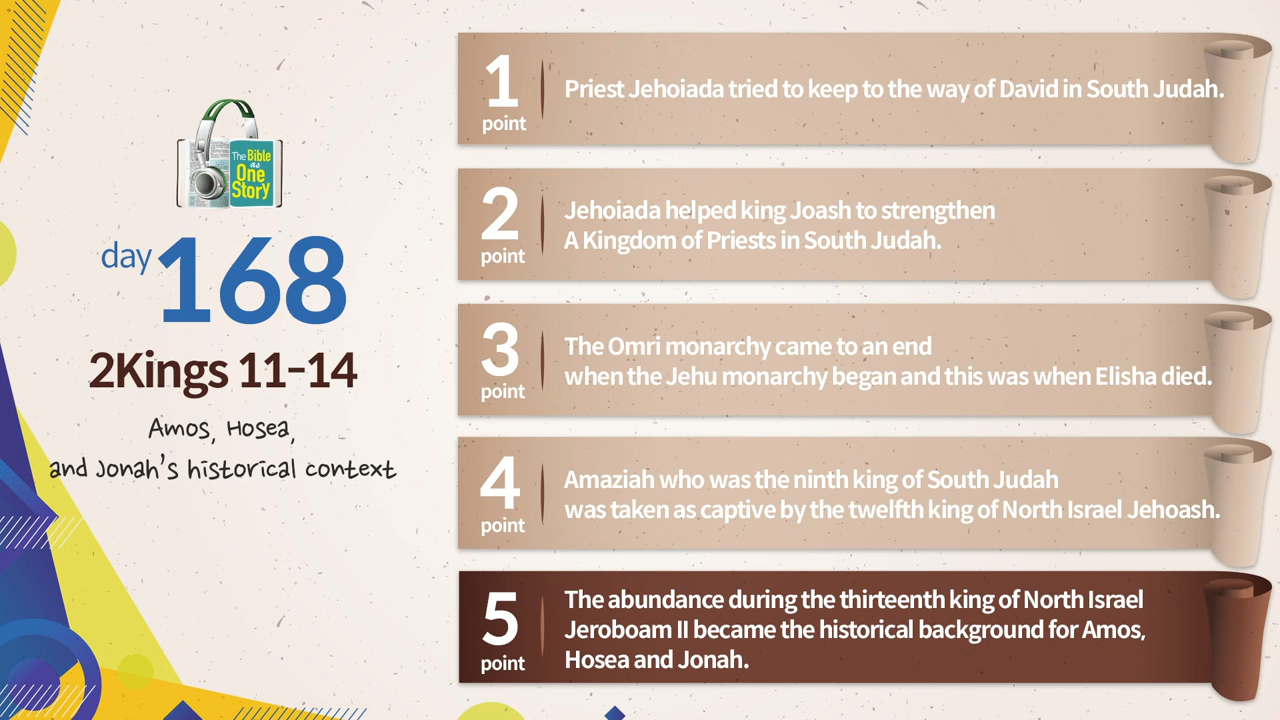 The Bible
as
One
Story
day 168
2Kings 11-14
Amos, Hosea,
and Jonah's historical context
1
point
Priest Jehoiada tried to keep to the way of David in South Judah.
2
point
Jehoiada helped king Joash to strengthen
A Kingdom of Priests in South Judah.
3
point
The Omri monarchy came to an end
when the Jehu monarchy began and this was when Elisha died.
4
point
Amaziah who was the ninth king of South Judah
was taken as captive by the twelfth king of North Israel Jehoash.
5
point
The abundance during the thirteenth king of North Israel
Jeroboam II became the historical background for Amos,
Hosea and Jonah.